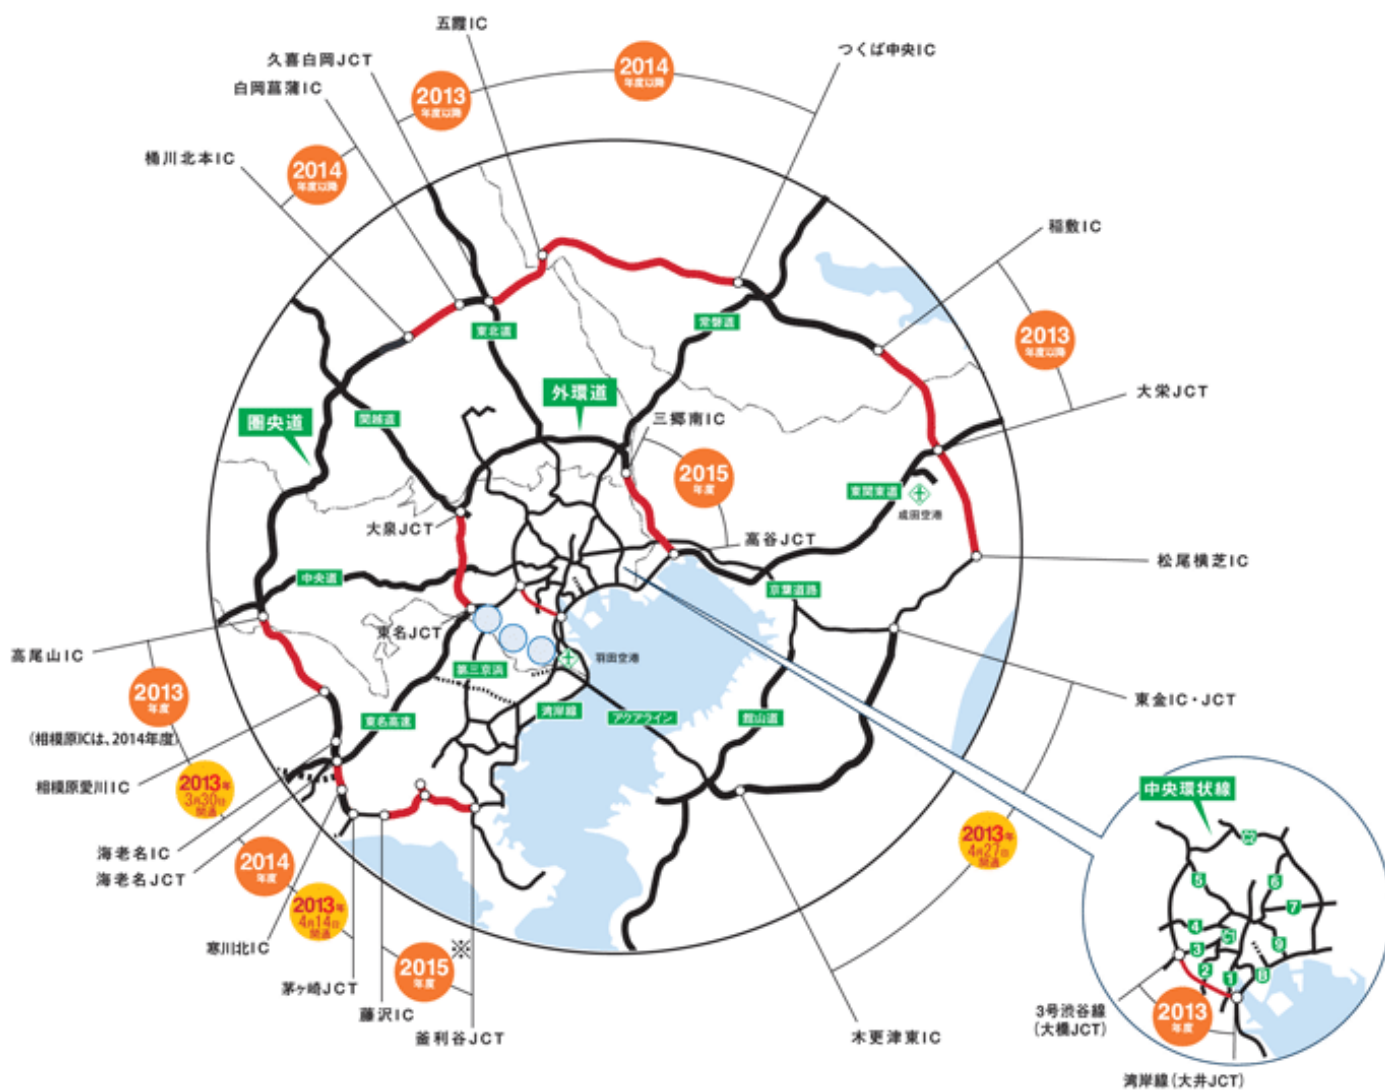 五霞IC
久喜白岡JCT
白岡菖蒲IC
桶川北本IC
2014
年度以降
2013
年度以降
2014
年度以降
つくば中央IC
稲敷IC
2013
年度以降
大栄JCT
東北道
常磐道
外環道
圏央道
関越道
三郷南IC
2015
年度
東関東道
成田空港
大泉JCT
高谷JCT
松尾横芝IC
中央道
京葉道路
高尾山IC
東名JCT
羽田空港
第三京浜
2013
年度
東金IC・JCT
(相模原ICは、2014年度)
東名高速
湾岸線
アクアライン
館山道
相模原愛川IC
2013年
3月30日
開通
海老名IC
海老名JCT
2014
年度
2013年
4月14日
開通
寒川北IC
茅ヶ崎JCT
藤沢IC
※
2015
年度
釜利谷JCT
2013年
4月27日
開通
木更津東IC
中央環状線
5
6
7
4
3
9
2
1
8
3号渋谷線
(大橋JCT)
2013
年度
湾岸線(大井JCT)